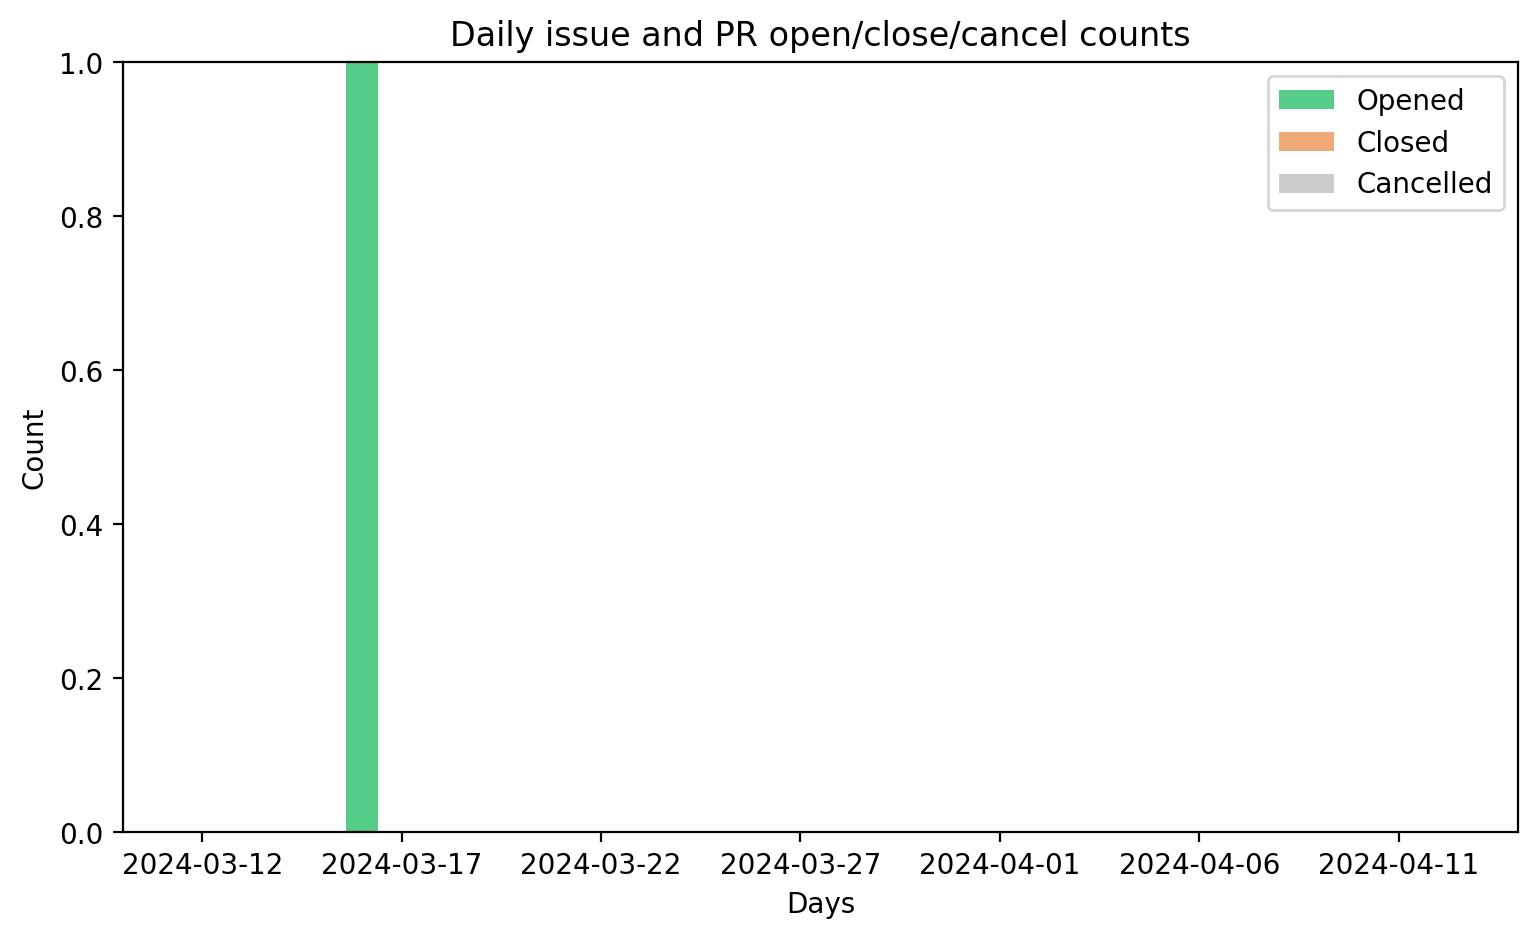 Daily issue and PR open/close/cancel counts
1.0
0.8
0.6
0.4
0.2
0.0
Count
Opened
Closed
Cancelled
2024-03-12 2024-03-17 2024-03-22 2024-03-27 2024-04-01 2024-04-06 2024-04-11
Days